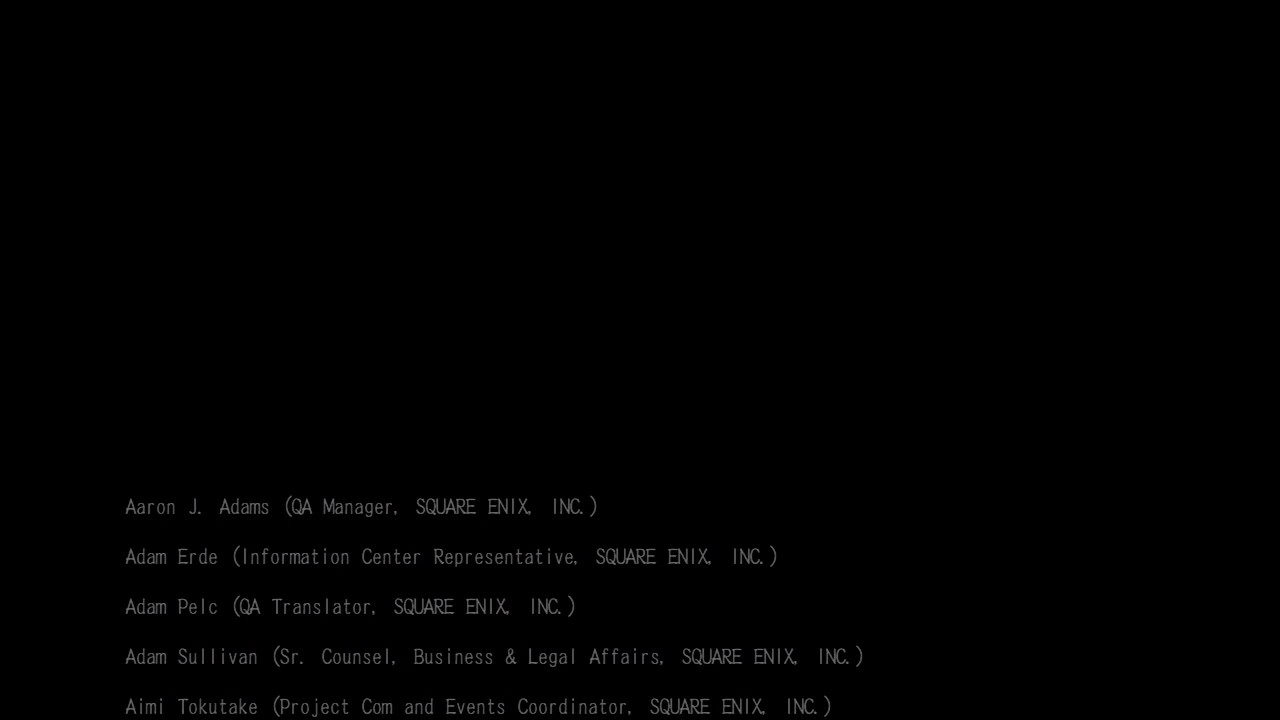 Aaron J. Adams (QA Manager, SQUARE ENIX, INC.)
Adam Erde (Information Center Representative, SQUARE ENIX, INC.)
Adam Pelc (QA Translator, SQUARE ENIX, INC.)
Adam Sullivan (Sr. Counsel, Business & Legal Affairs, SQUARE ENIX, INC.)
Aimi Tokutake (Project Com and Events Coordinator, SQUARE ENIX, INC.)